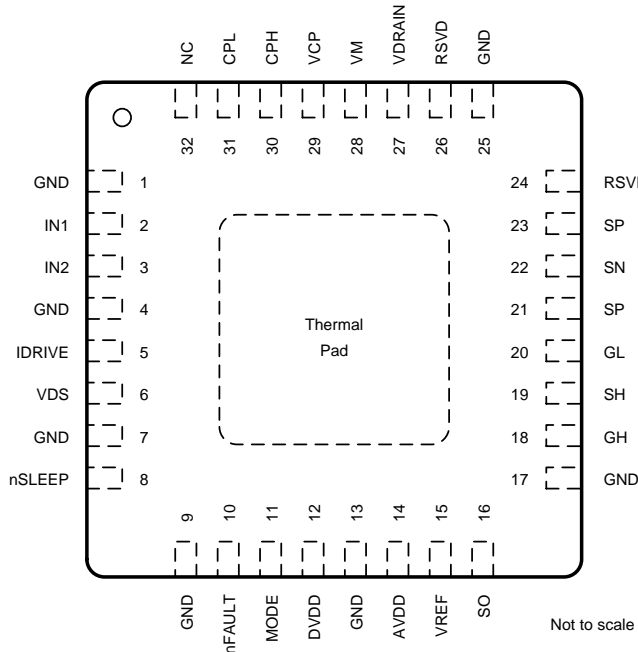 NC
CPL
CPH
VCP
VM
VDRAIN
RSVD
GND
32
31
30
29
28
27
26
25
GND 1
IN1 2
IN2 3
GND 4
IDRIVE 5
VDS 6
GND 7
nSLEEP 8
Thermal
Pad
24
23 SP
22 SN
21 SP
20 GL
19 SH
18 GH
17 GND
9
10
11
12
13
14
15
16
GND
nFAULT
MODE
DVDD
GND
AVDD
VREF
SO
Not to scale